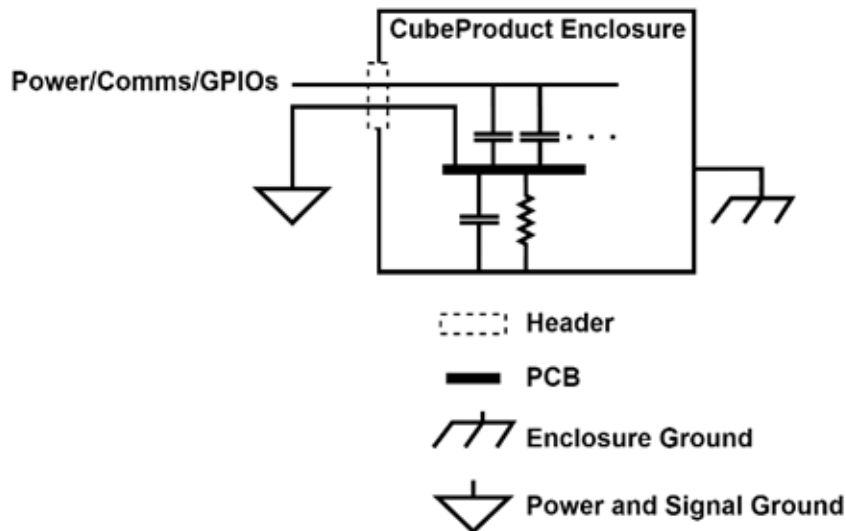 CubeProduct Enclosure
Power/Comms/GPIOs
. . .
Header
PCB
Enclosure Ground
Power and Signal Ground